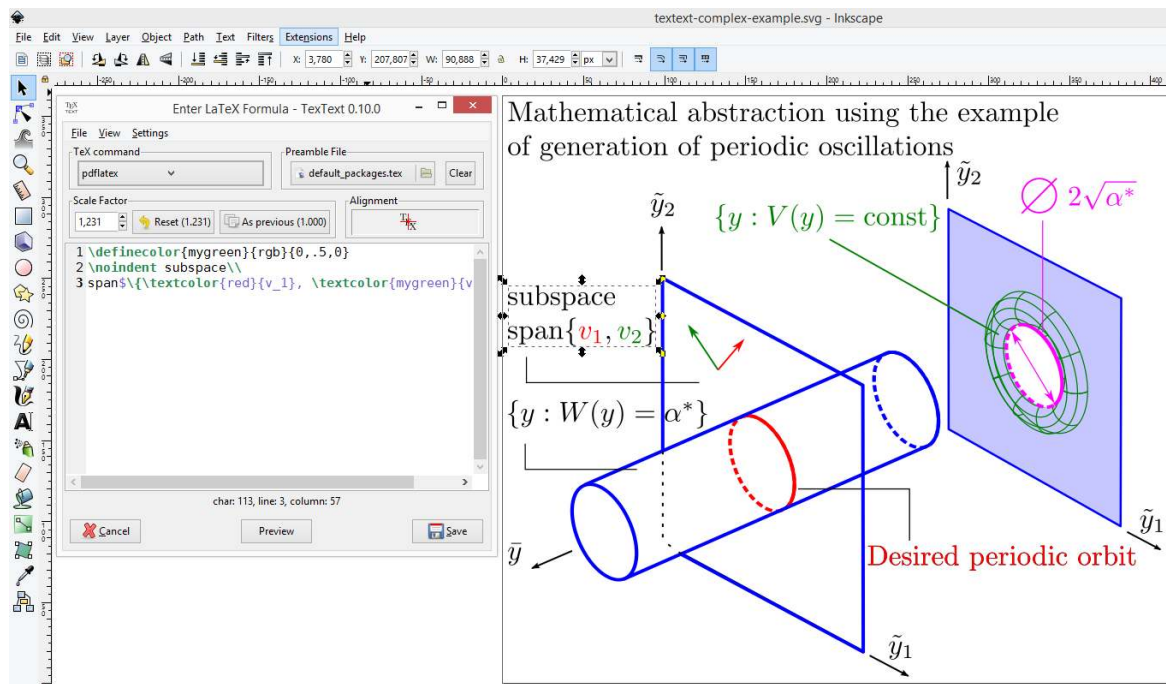 textext-complex-example.svg - Inkscape
File Edit View Layer Object Path Text Filters Extensions Help
X: 3,780 Y: 207,807 W: 90,888 H: 37,429 px
TEX TEXT Enter LaTeX Formula - TexText 0.10.0
File View Settings
TeX command
pdflatex
Preamble File
default_packages.tex Clear
Scale Factor
1,231 Reset (1.231) As previous (1.000)
Alignment
1 \definecolor{mygreen}{rgb}{0,.5,0}
2 \noindent subspace\\
3 span$\{\textcolor{red}{v_1}, \textcolor{mygreen}{v
char: 113, line: 3, column: 57
Cancel Preview Save
Mathematical abstraction using the example
of generation of periodic oscillations
ỹ2
{y : V(y) = const}
ỹ2
∅ 2√α*
subspace
span{v1, v2}
{y : W(y) = α*}
ȳ
Desired periodic orbit
ỹ1
ỹ1